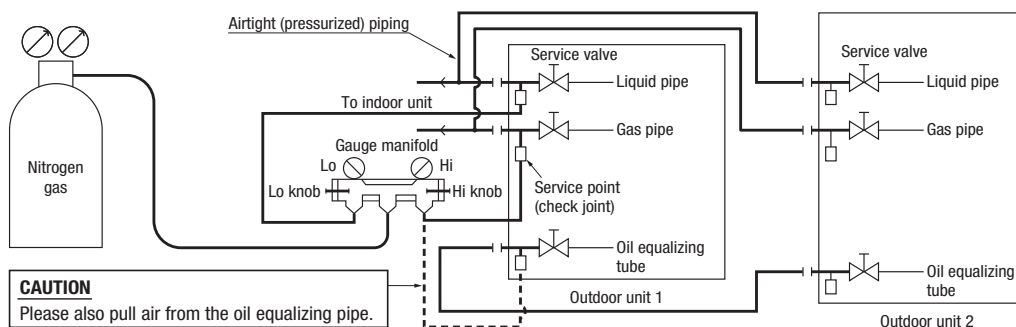 Airtight (pressurized) piping
Service valve
Liquid pipe
To indoor unit
Gas pipe
Gauge manifold
Lo
Hi
Nitrogen
gas
Lo knob
Hi knob
Service point
(check joint)
Oil equalizing
tube
Outdoor unit 1
Service valve
Liquid pipe
Gas pipe
Oil equalizing
tube
Outdoor unit 2
CAUTION
Please also pull air from the oil equalizing pipe.